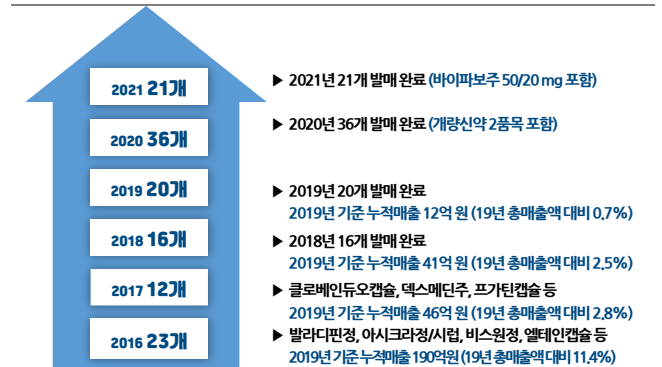 2021 21개
▶ 2021년 21개 발매 완료 (바이파보주 50/20 mg 포함)
2020 36개
▶ 2020년 36개 발매 완료 (개량신약 2품목 포함)
2019 20개
▶ 2019년 20개 발매 완료
2019년 기준 누적매출 12억 원 (19년 총매출액 대비 0.7%)
2018 16개
▶ 2018년 16개 발매 완료
2019년 기준 누적매출 41억 원 (19년 총매출액 대비 2.5%)
2017 12개
▶ 클로베인듀오캡슐, 덱스메딘주, 프가틴캡슐 등
2019년 기준 누적매출 46억 원 (19년 총매출액 대비 2.8%)
2016 23개
▶ 발라디핀정, 아시크라정/시럽, 비스원정, 엘테인캡슐 등
2019년 기준 누적매출 190억원 (19년 총매출액 대비 11.4%)